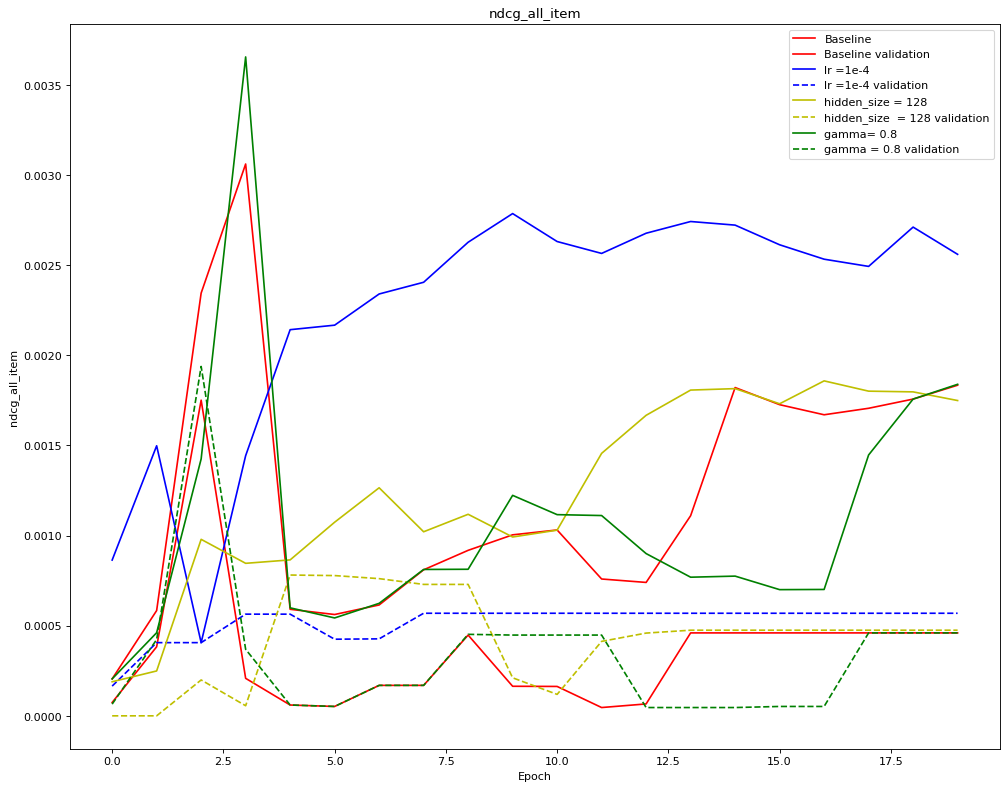 ndcg_all_item
Baseline
Baseline validation
lr =1e-4
lr =1e-4 validation
hidden_size = 128
hidden_size  = 128 validation
gamma= 0.8
gamma = 0.8 validation
0.0035
0.0030
0.0025
0.0020
0.0015
0.0010
0.0005
0.0000
ndcg_all_item
0.0 2.5 5.0 7.5 10.0 12.5 15.0 17.5
Epoch